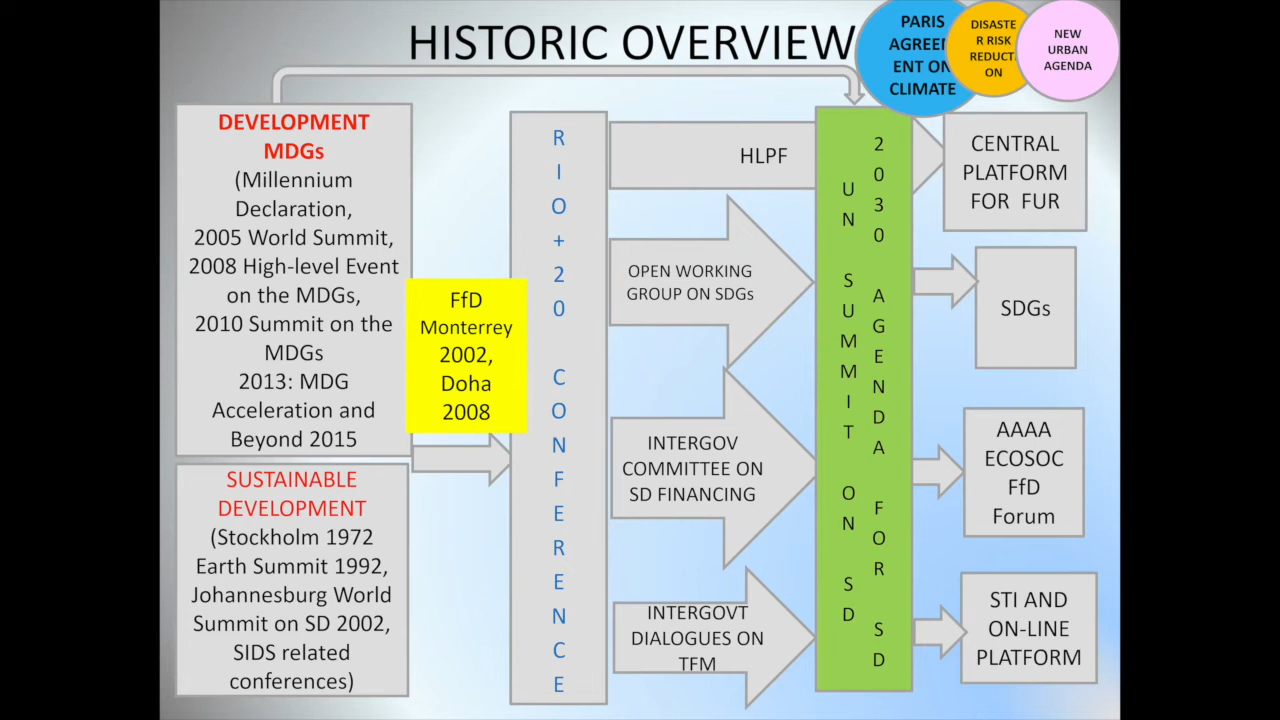 HISTORIC OVERVIEW
PARIS
AGREEM
ENT ON
CLIMATE
DISASTE
R RISK
REDUCTI
ON
NEW
URBAN
AGENDA
DEVELOPMENT
MDGs
(Millennium
Declaration,
2005 World Summit,
2008 High-level Event
on the MDGs,
2010 Summit on the
MDGs
2013: MDG
Acceleration and
Beyond 2015
SUSTAINABLE
DEVELOPMENT
(Stockholm 1972
Earth Summit 1992,
Johannesburg World
Summit on SD 2002,
SIDS related
conferences)
FfD
Monterrey
2002,
Doha
2008
RIO+20 CONFERENCE
HLPF
OPEN WORKING
GROUP ON SDGs
INTERGOV
COMMITTEE ON
SD FINANCING
INTERGOVT
DIALOGUES ON
TFM
UN SUMMIT ON SD
2030 AGENDA FOR SD
CENTRAL
PLATFORM
FOR FUR
SDGs
AAAA
ECOSOC
FfD
Forum
STI AND
ON-LINE
PLATFORM